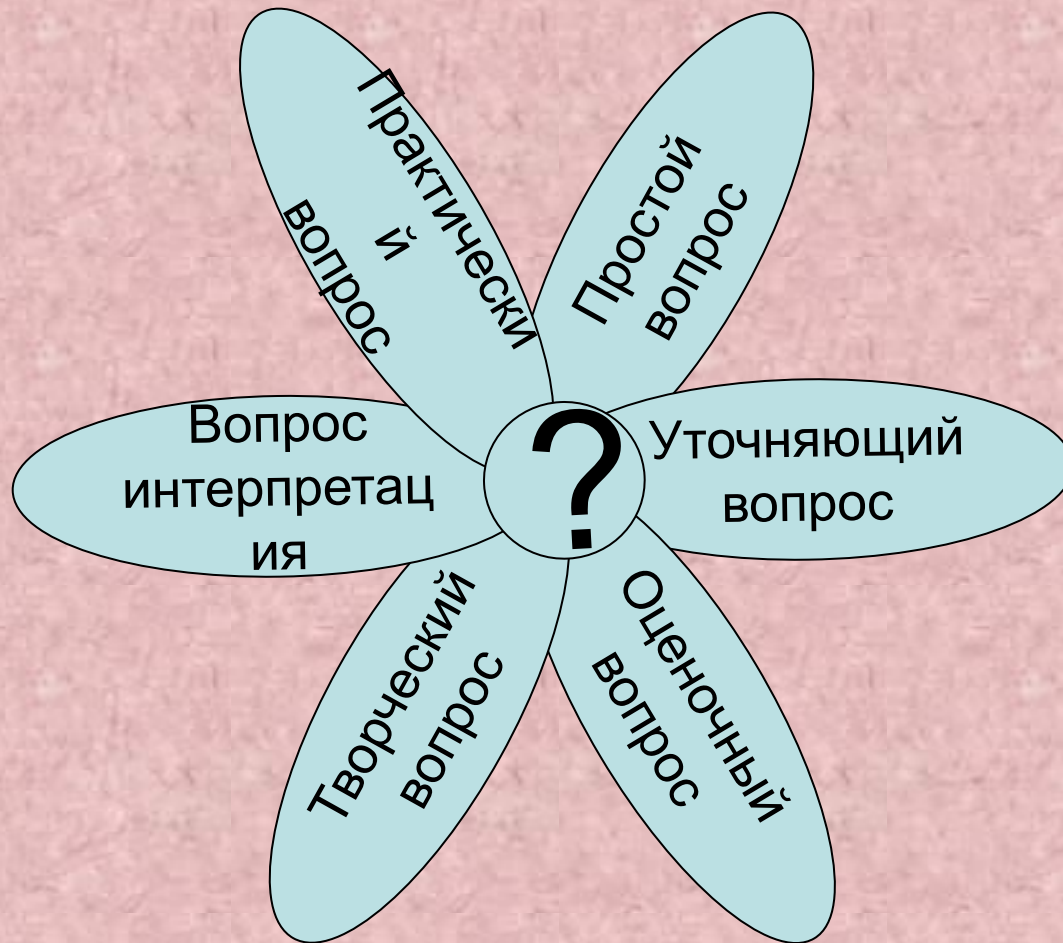 Практически
й
вопрос
Простой
вопрос
Вопрос
интерпретац
ия
?
Уточняющий
вопрос
Творческий
вопрос
Оценочный
вопрос